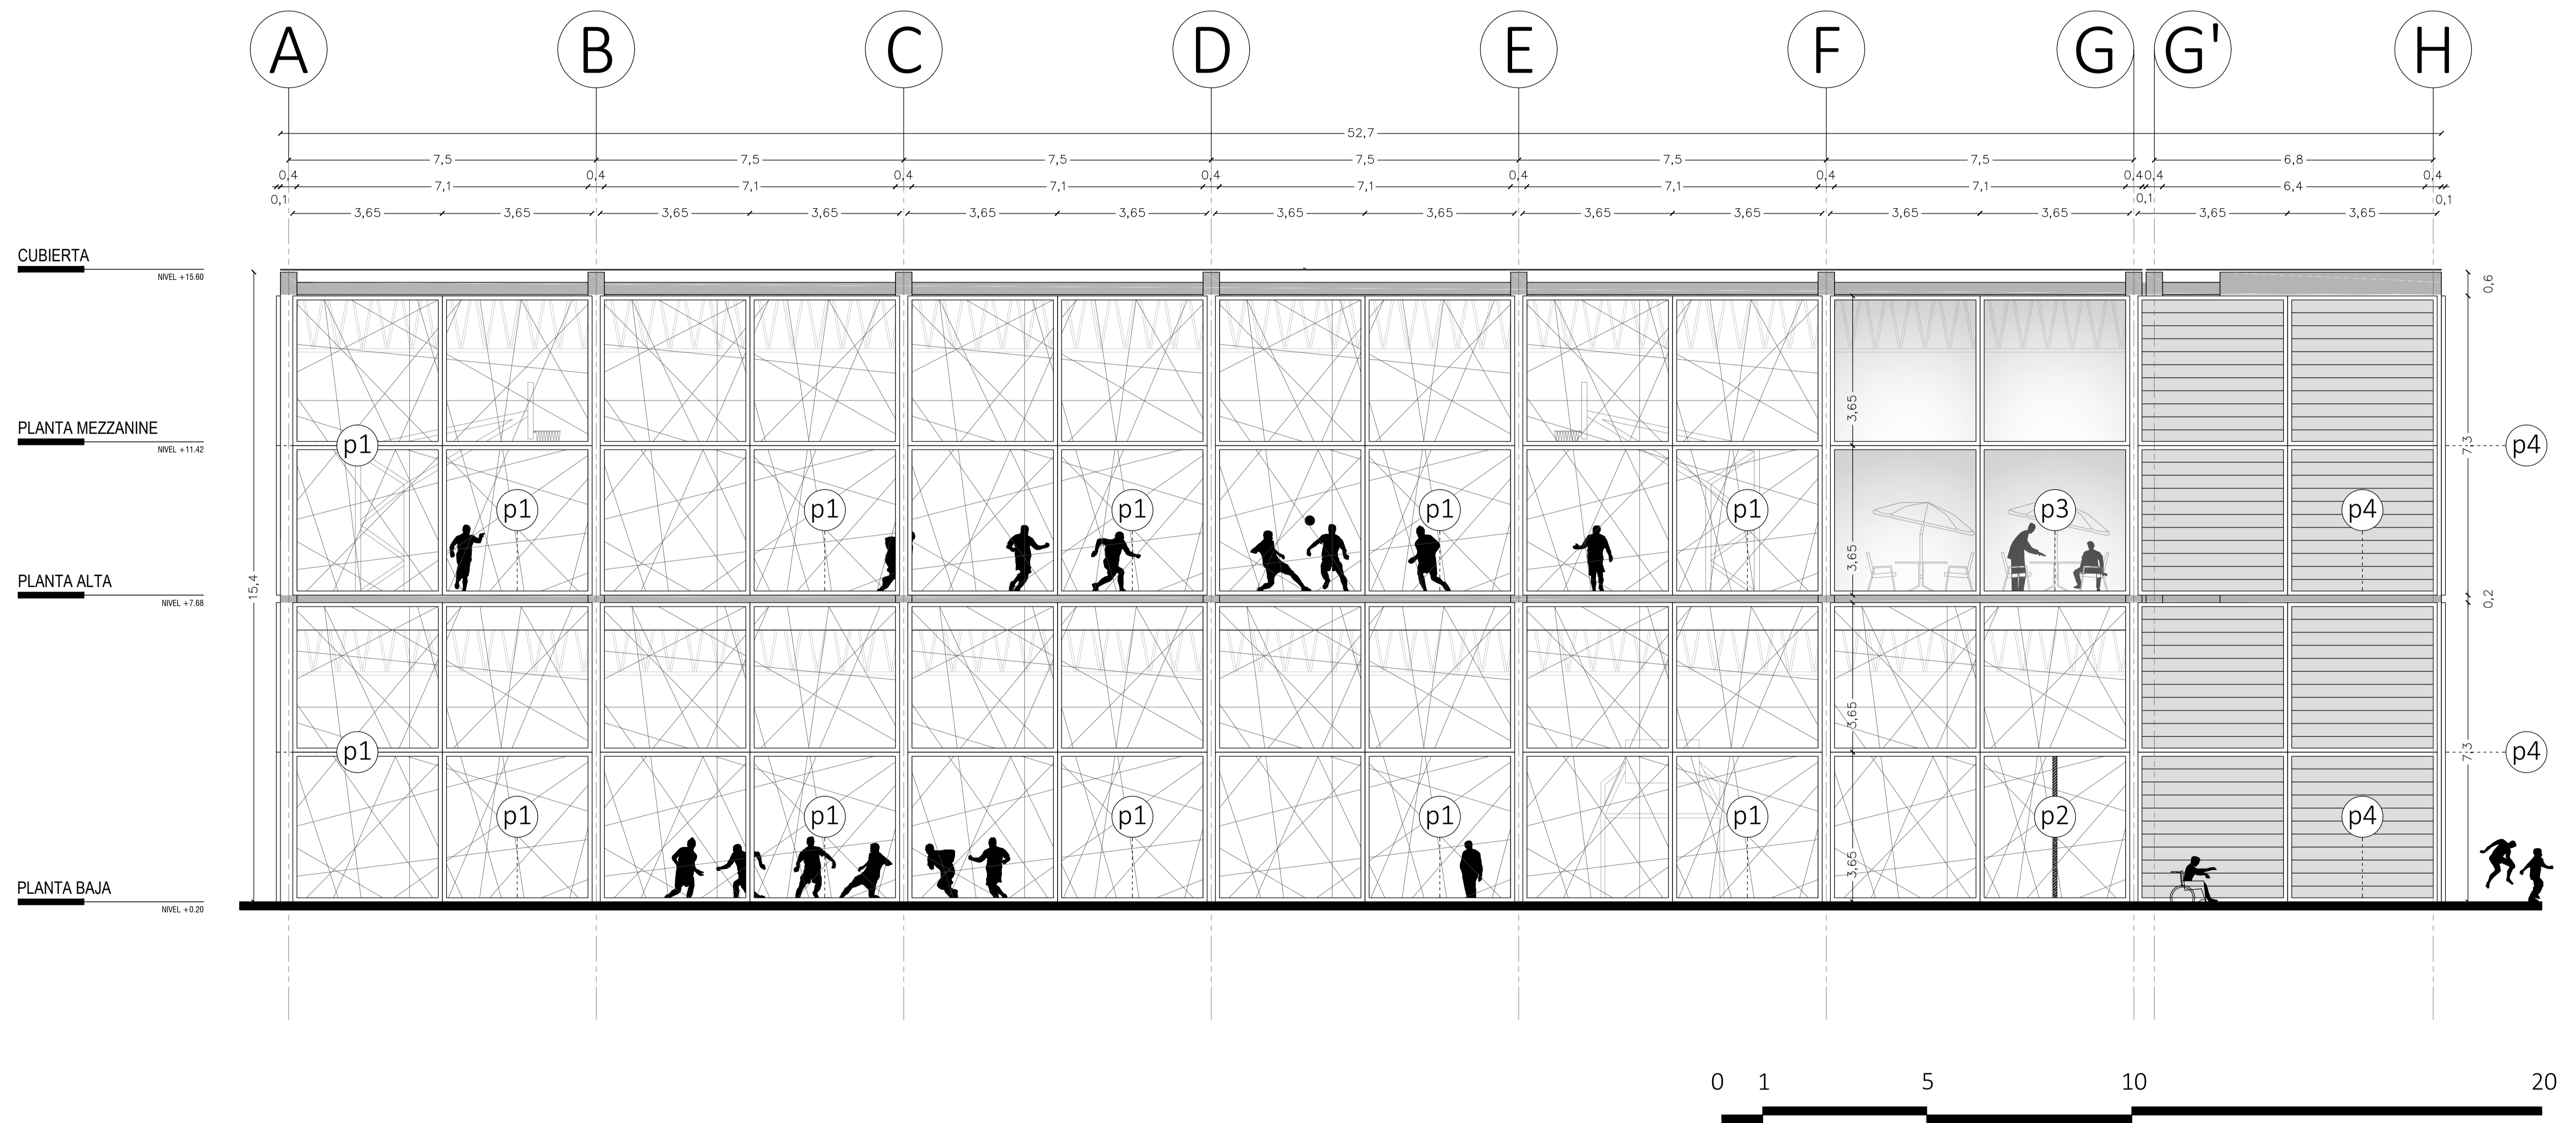 A B C D E F G G' H
52,7
7,5 7,5 7,5 7,5 7,5 7,5 6,8
0,4 0,4 0,4 0,4 0,4 0,4 0,4 0,4 0,4
7,1 7,1 7,1 7,1 7,1 7,1 6,4
0,1 0,1 0,1
3,65 3,65 3,65 3,65 3,65 3,65 3,65 3,65 3,65 3,65 3,65 3,65 3,65 3,65
CUBIERTA
NIVEL +15.60
0,6
3,65
PLANTA MEZZANINE
NIVEL +11.42
p1 7,3 p4
p1 p1 p1 p1 p1 p3 p4
3,65
PLANTA ALTA
NIVEL +7.68
15,4
0,2
3,65
p1 7,3 p4
p1 p1 p1 p1 p1 p2 p4
3,65
PLANTA BAJA
NIVEL +0.20
0 1 5 10 20